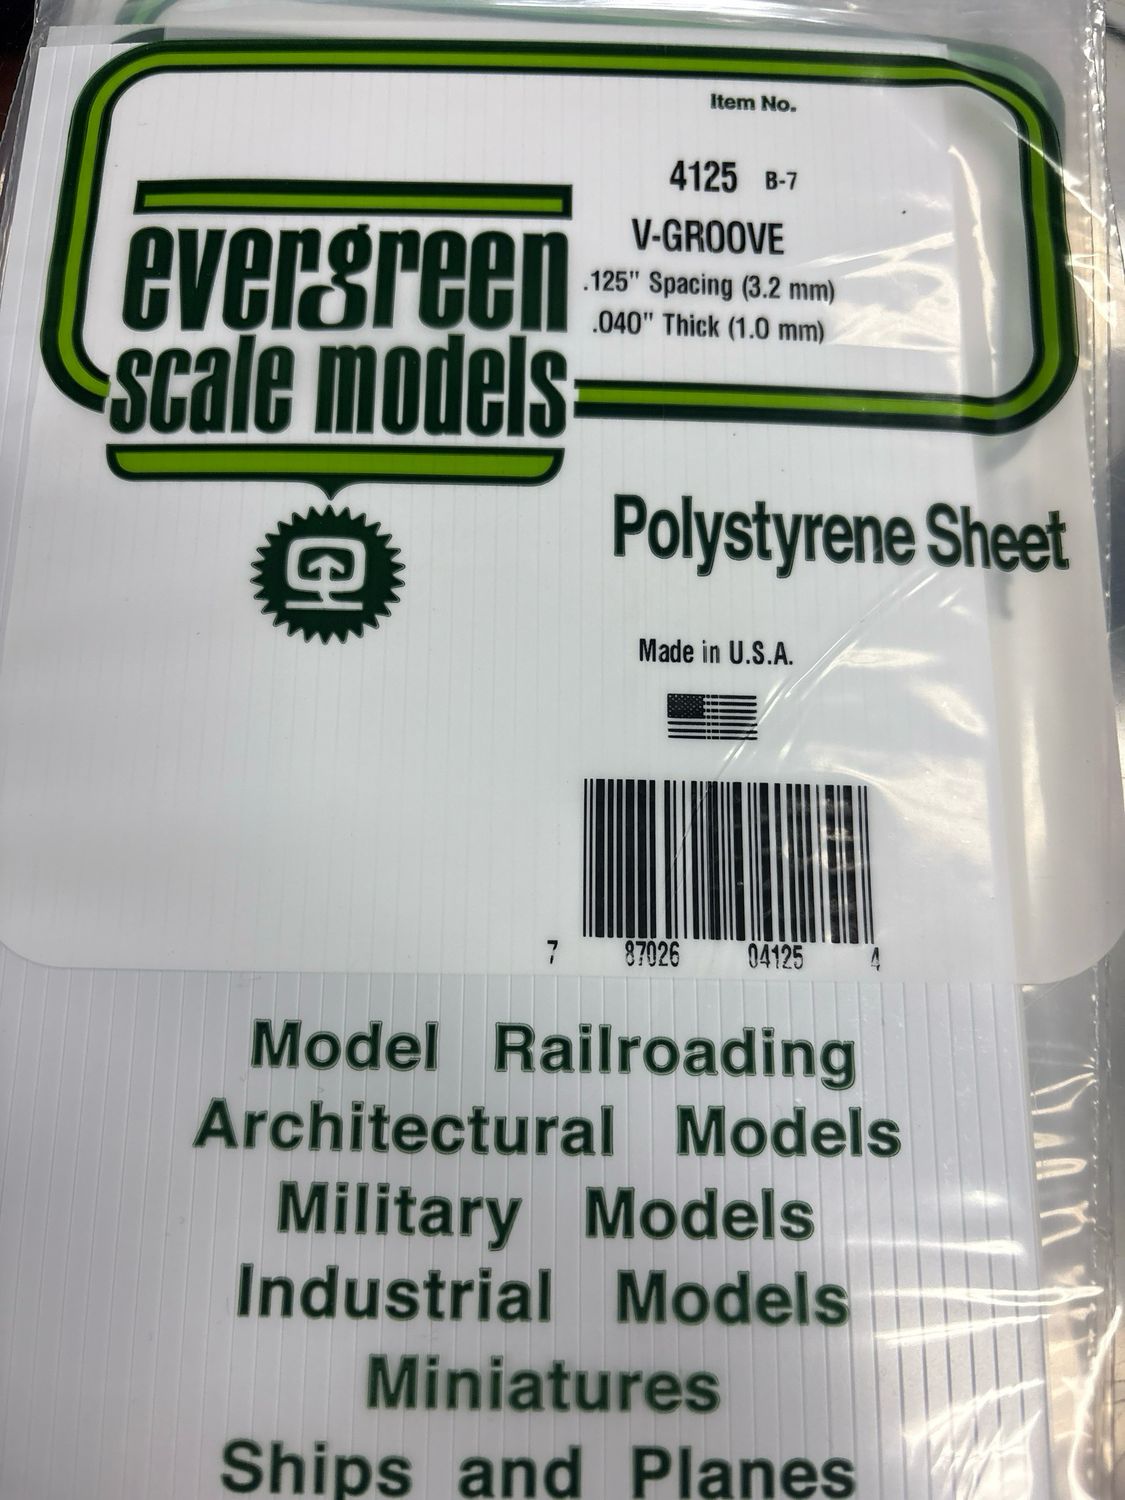 Item No.
4125 B-7
V-GROOVE
.125" Spacing (3.2 mm)
.040" Thick (1.0 mm)
evergreen
scale models
Polystyrene Sheet
Made in U.S.A.
7 87026 04125 4
Model Railroading
Architectural Models
Military Models
Industrial Models
Miniatures
Ships and Planes